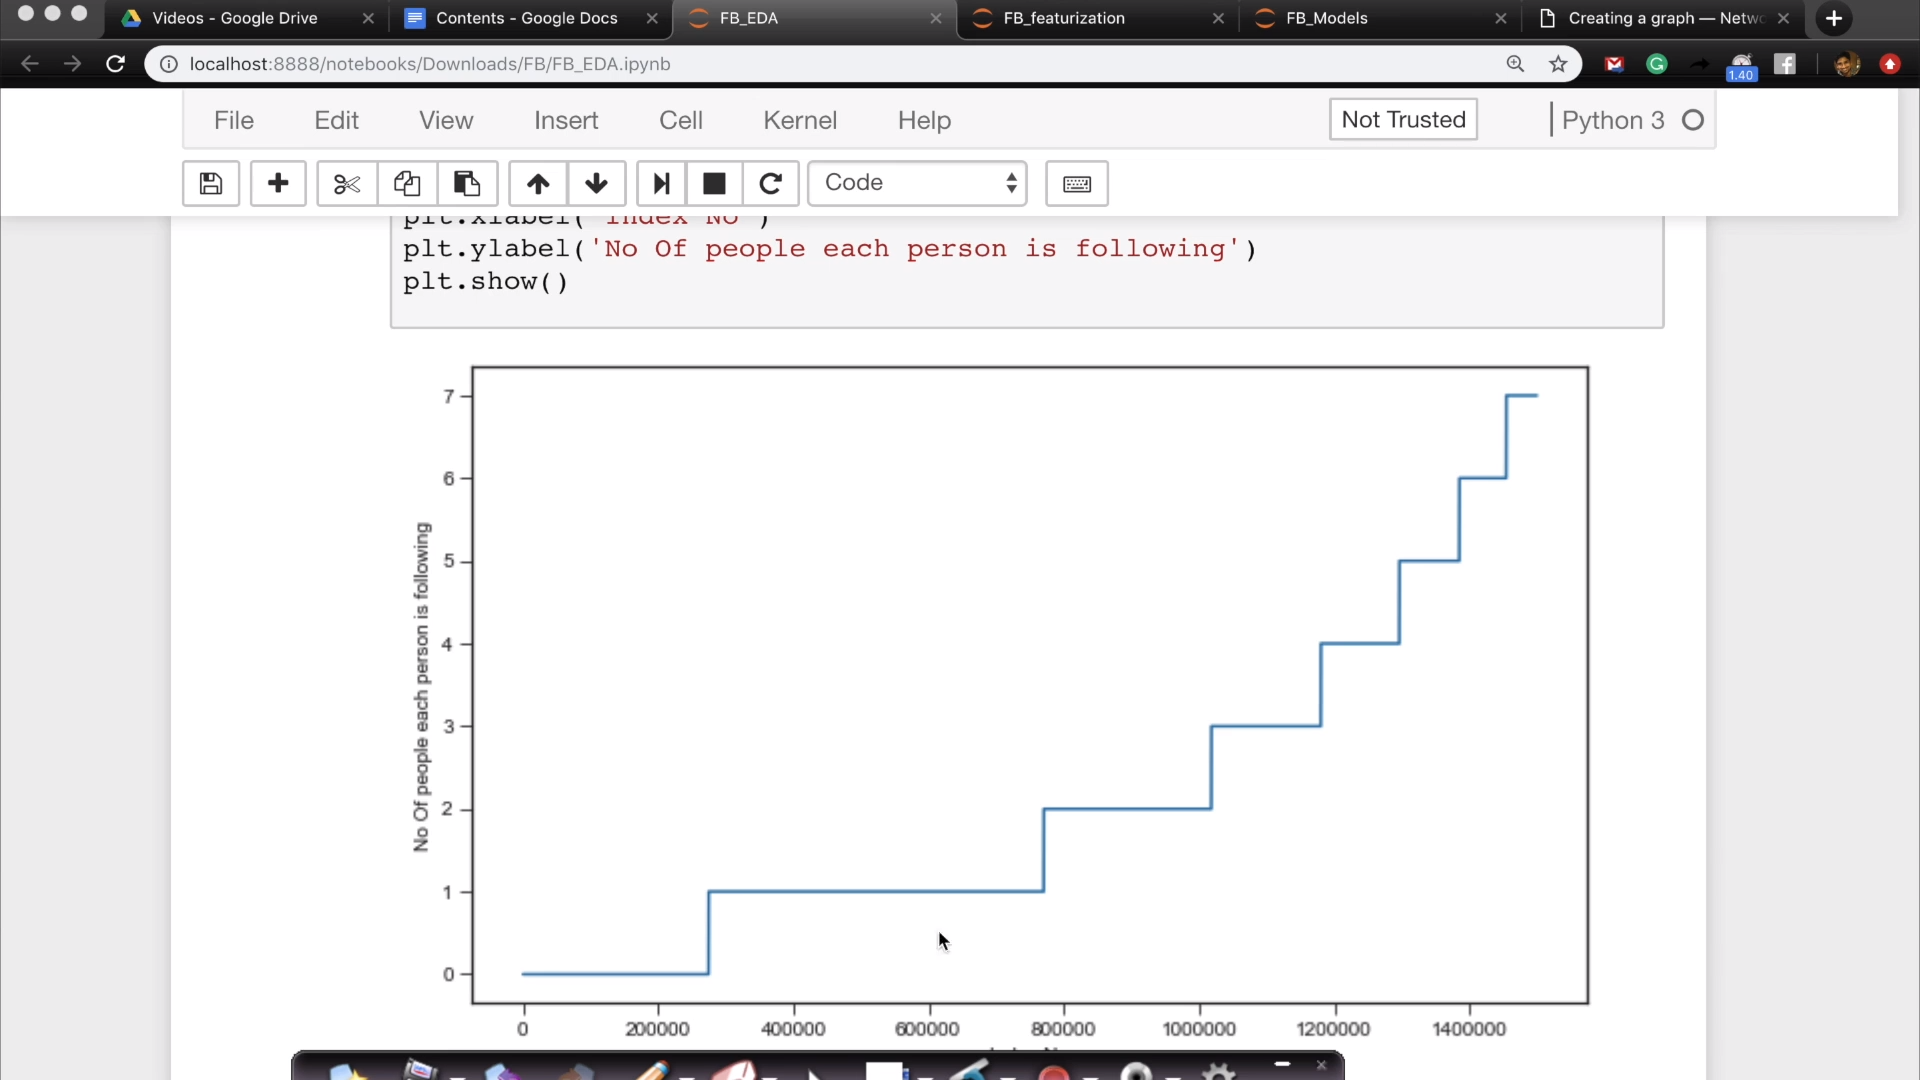 Videos - Google Drive
Contents - Google Docs
FB_EDA
FB_featurization
FB_Models
Creating a graph — Netw
localhost:8888/notebooks/Downloads/FB/FB_EDA.ipynb
1.40
File Edit View Insert Cell Kernel Help
Not Trusted
Python 3
Code
plt.xlabel('Index No')
plt.ylabel('No Of people each person is following')
plt.show()
No Of people each person is following
7
6
5
4
3
2
1
0
0 200000 400000 600000 800000 1000000 1200000 1400000